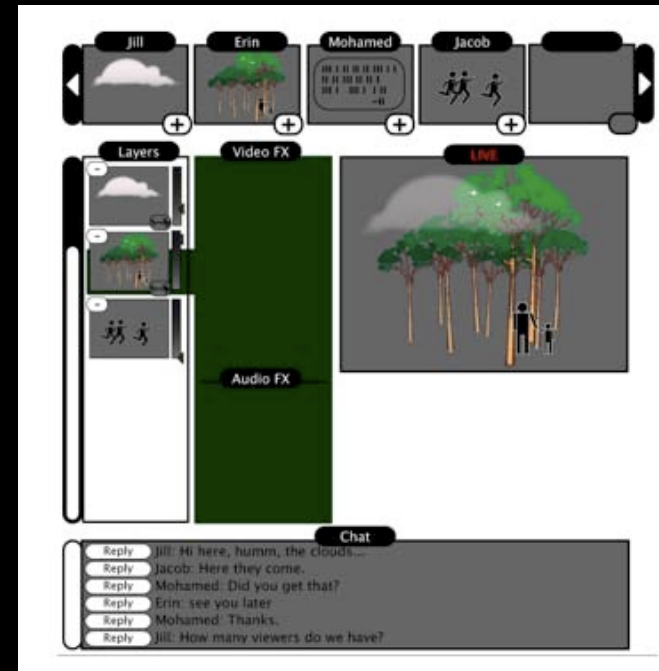 Jill
Erin
Mohamed
Jacob
Layers
Video FX
LIVE
Audio FX
Chat
Reply Jill: Hi here, humm, the clouds...
Reply Jacob: Here they come.
Reply Mohamed: Did you get that?
Reply Erin: see you later
Reply Mohamed: Thanks.
Reply Jill: How many viewers do we have?